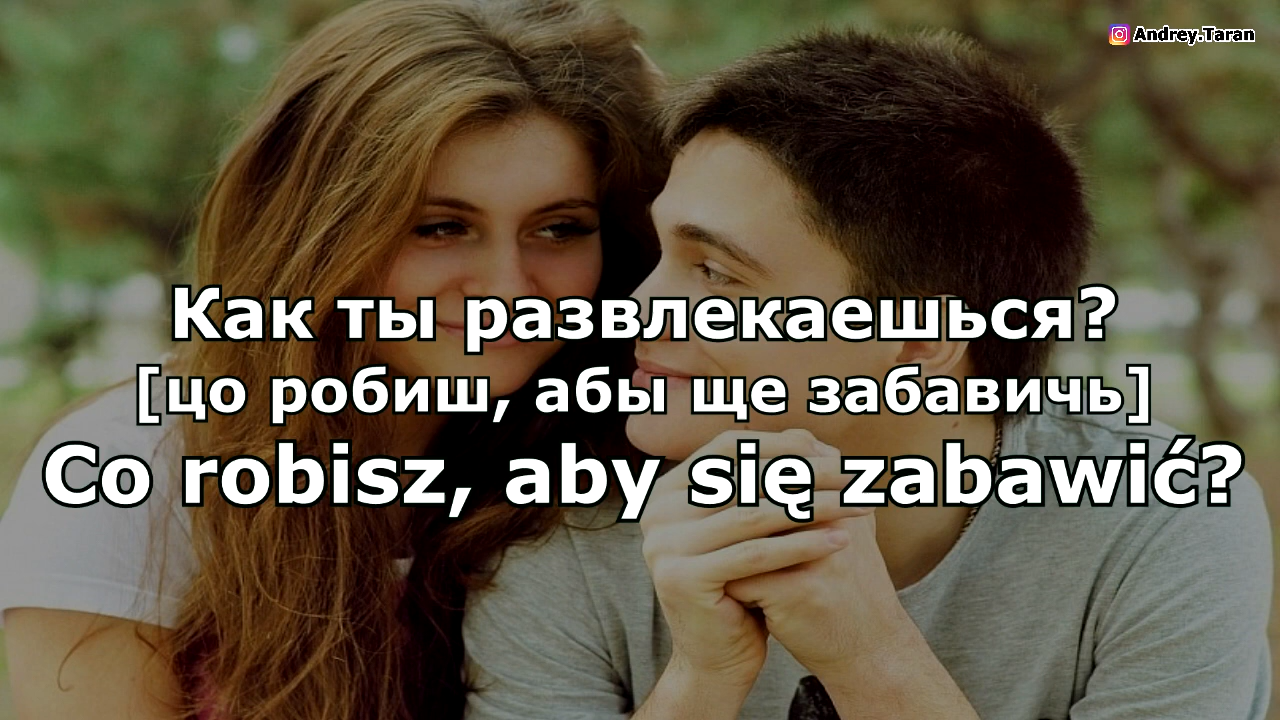 Andrey.Taran
Как ты развлекаешься?
[цо робиш, абы ще забавичь]
Co robisz, aby się zabawić?